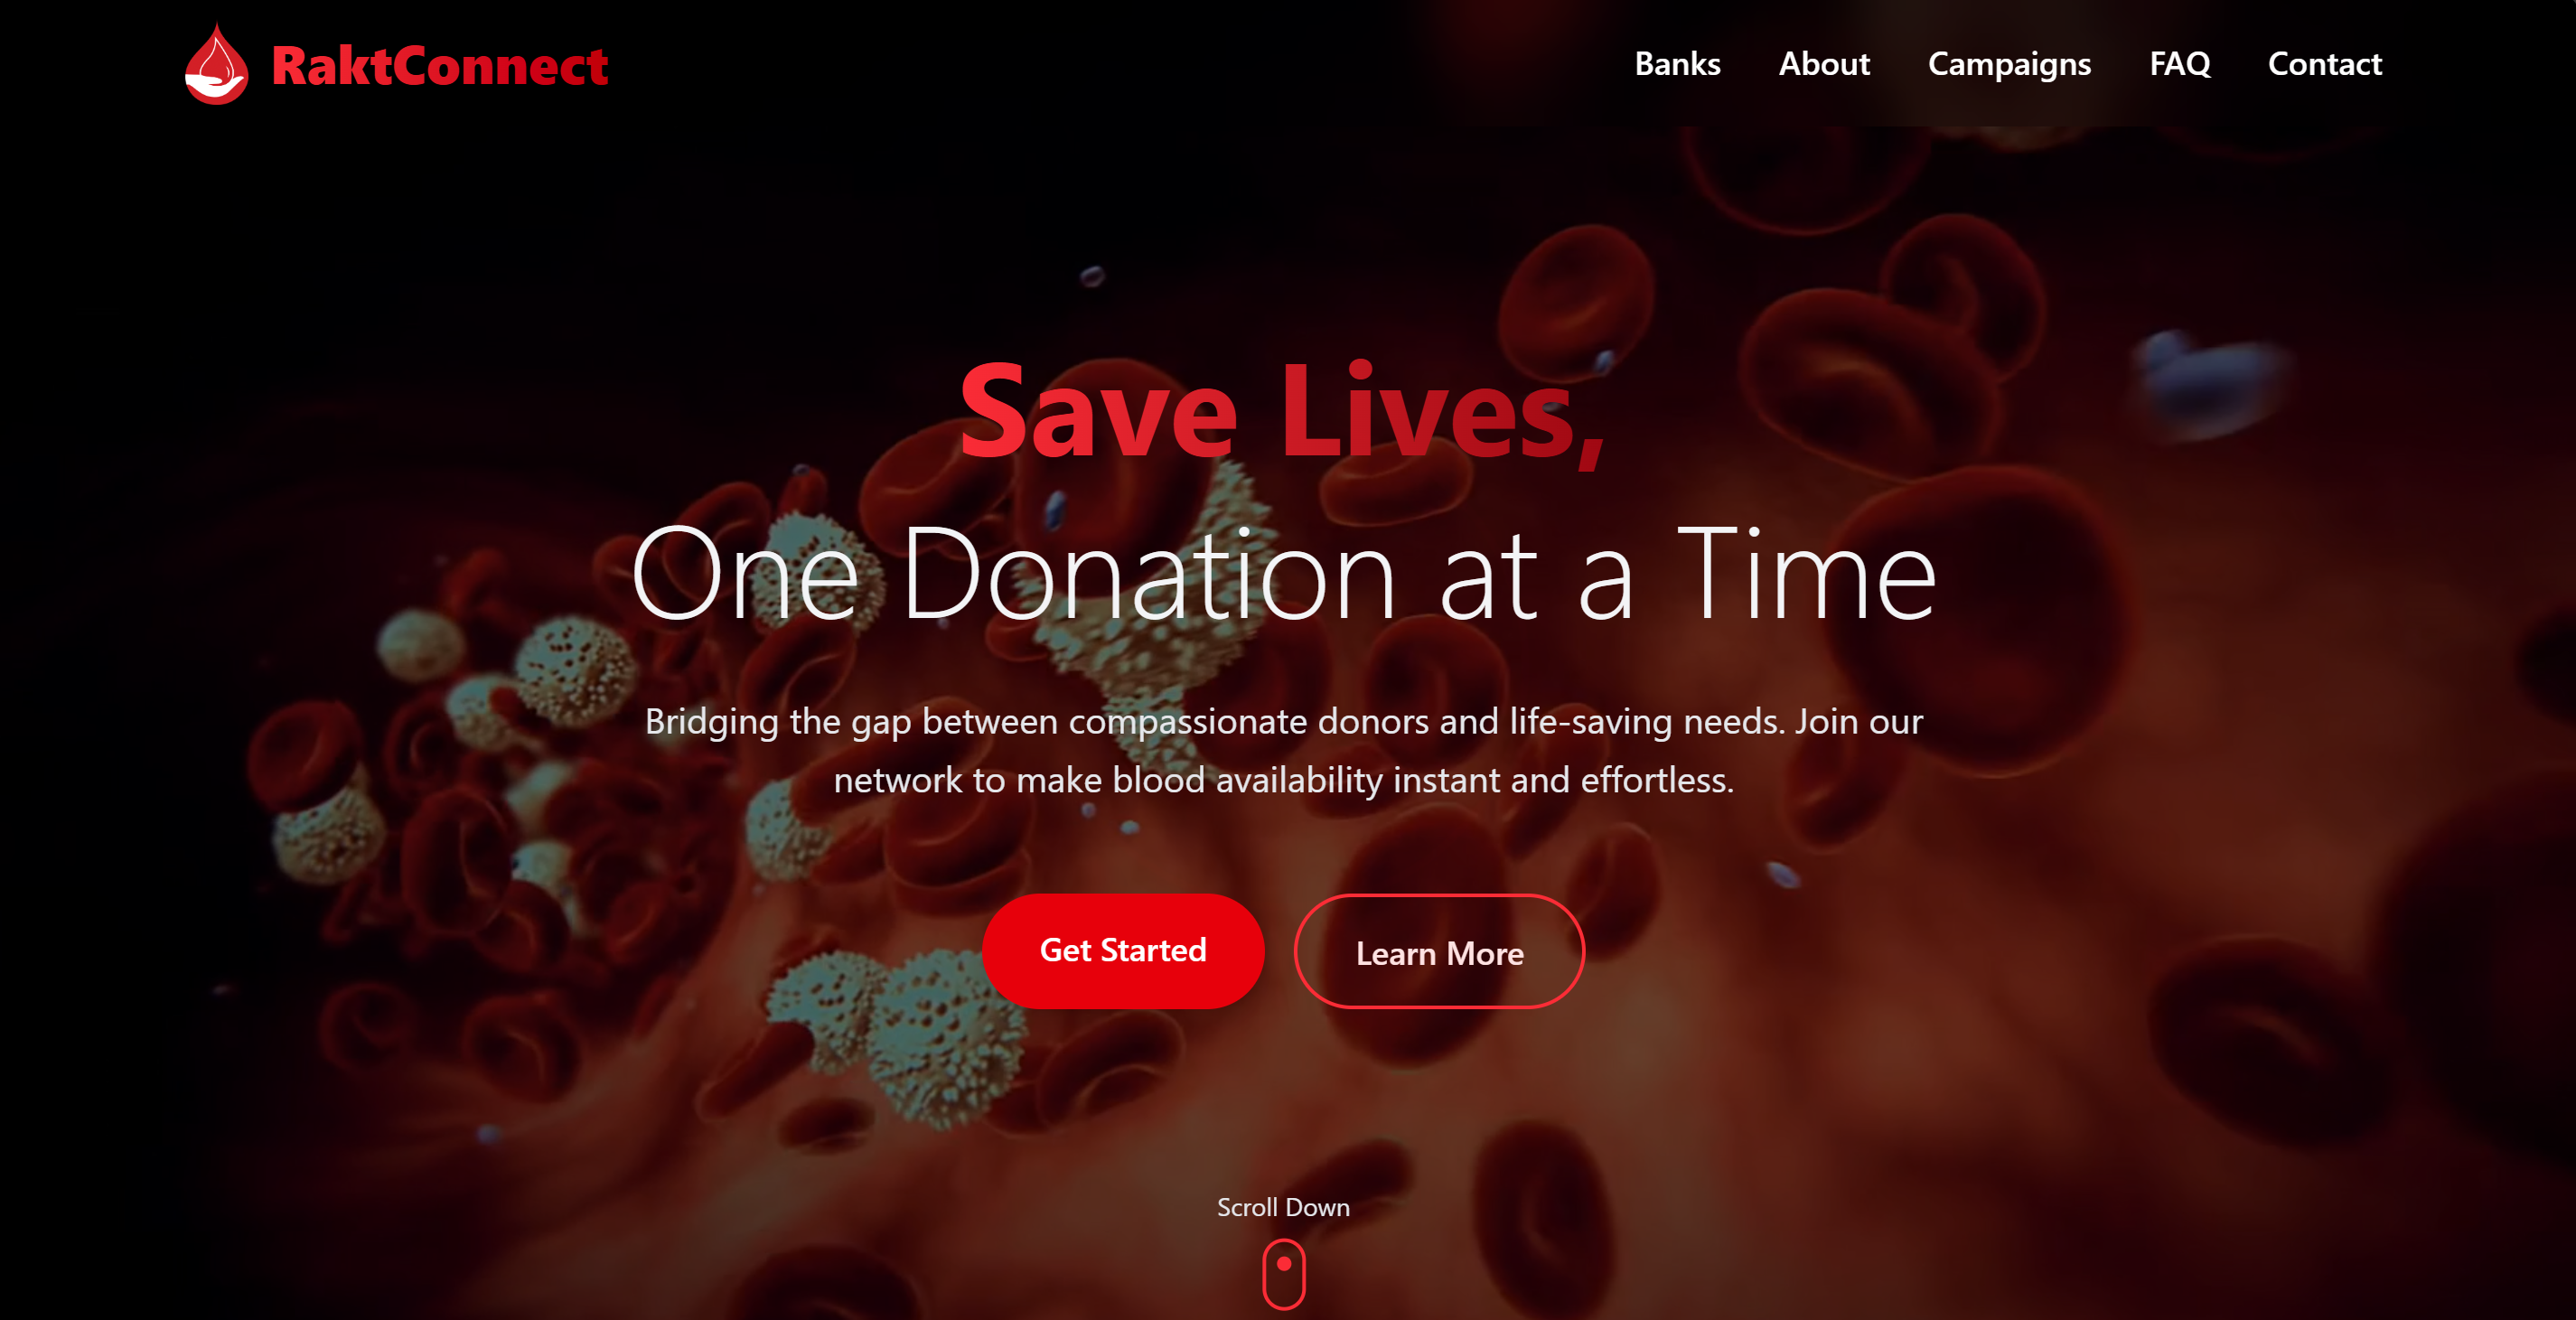 RaktConnect
Banks About Campaigns FAQ Contact
Save Lives,
One Donation at a Time
Bridging the gap between compassionate donors and life-saving needs. Join our
network to make blood availability instant and effortless.
Get Started
Learn More
Scroll Down